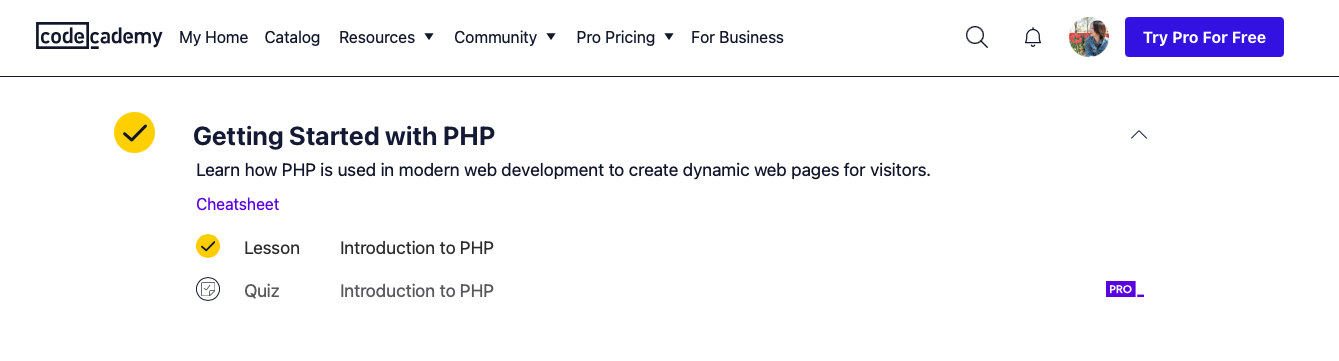 codecademy My Home Catalog Resources Community Pro Pricing For Business Try Pro For Free
Getting Started with PHP
Learn how PHP is used in modern web development to create dynamic web pages for visitors.
Cheatsheet
Lesson Introduction to PHP
Quiz Introduction to PHP PRO